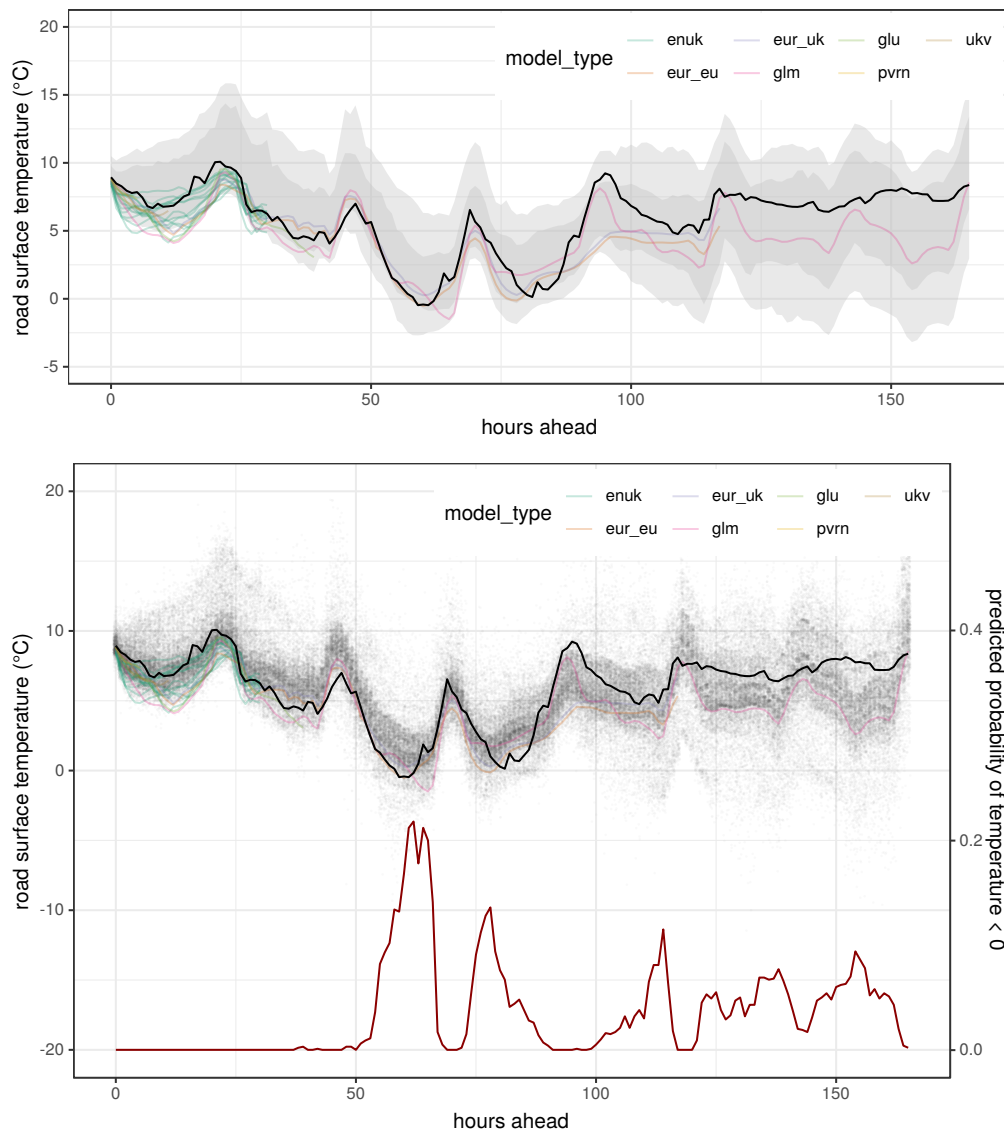 20
15
10
5
0
-5
road surface temperature (°C)
model_type
enuk eur_uk glu ukv
eur_eu glm pvrn
0 50 100 150
hours ahead
20
10
0
-10
-20
road surface temperature (°C)
model_type
enuk eur_uk glu ukv
eur_eu glm pvrn
0.4
0.2
0.0
predicted probability of temperature < 0
0 50 100 150
hours ahead